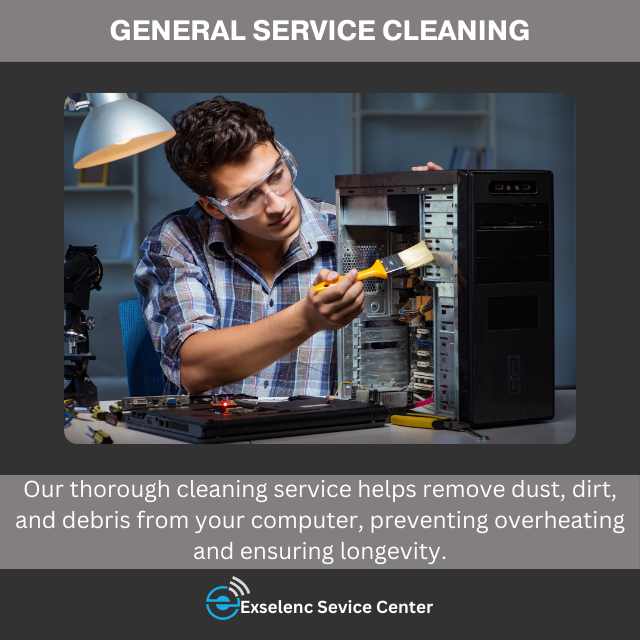 GENERAL SERVICE CLEANING
Our thorough cleaning service helps remove dust, dirt,
and debris from your computer, preventing overheating
and ensuring longevity.
Exselenc Sevice Center